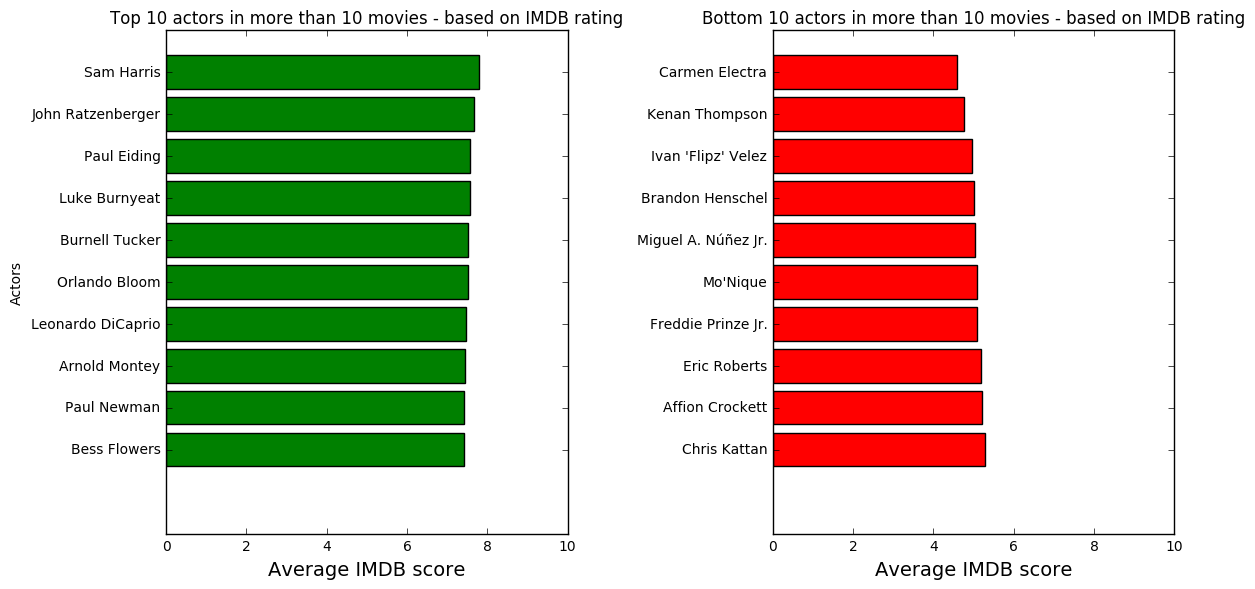 Top 10 actors in more than 10 movies - based on IMDB rating
Actors
Sam Harris
John Ratzenberger
Paul Eiding
Luke Burnyeat
Burnell Tucker
Orlando Bloom
Leonardo DiCaprio
Arnold Montey
Paul Newman
Bess Flowers
0 2 4 6 8 10
Average IMDB score
Bottom 10 actors in more than 10 movies - based on IMDB rating
Carmen Electra
Kenan Thompson
Ivan 'Flipz' Velez
Brandon Henschel
Miguel A. Núñez Jr.
Mo'Nique
Freddie Prinze Jr.
Eric Roberts
Affion Crockett
Chris Kattan
0 2 4 6 8 10
Average IMDB score